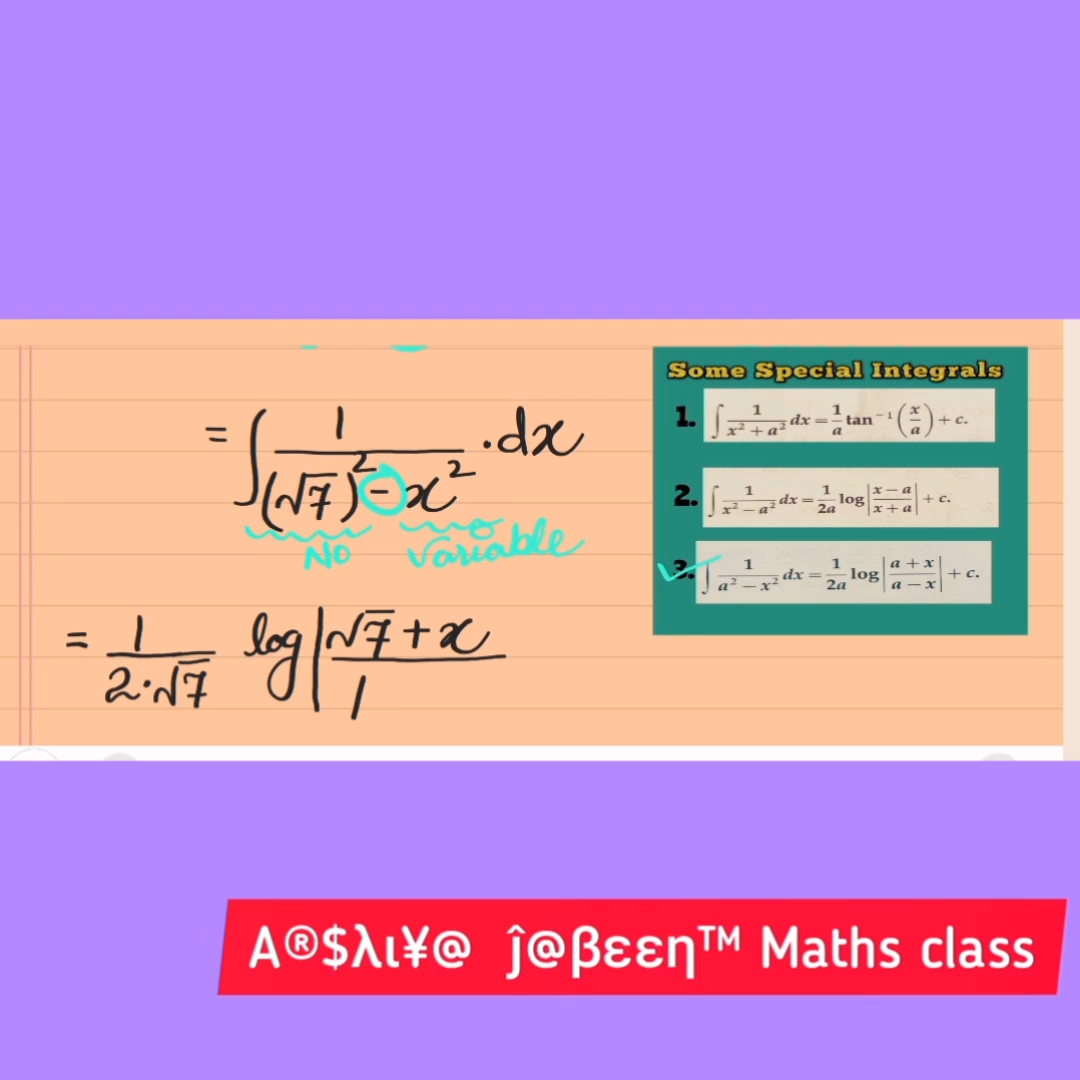 = ∫ 1 / ((√7)² - x²) · dx
No variable
= 1 / (2·√7) log | √7 + x /
Some Special Integrals
1. ∫ 1 / (x² + a²) dx = 1/a tan⁻¹ (x/a) + c.
2. ∫ 1 / (x² − a²) dx = 1/2a log | x − a / x + a | + c.
3. ∫ 1 / (a² − x²) dx = 1/2a log | a + x / a − x | + c.
A®$λι¥@ ĵ@βεεη™ Maths class